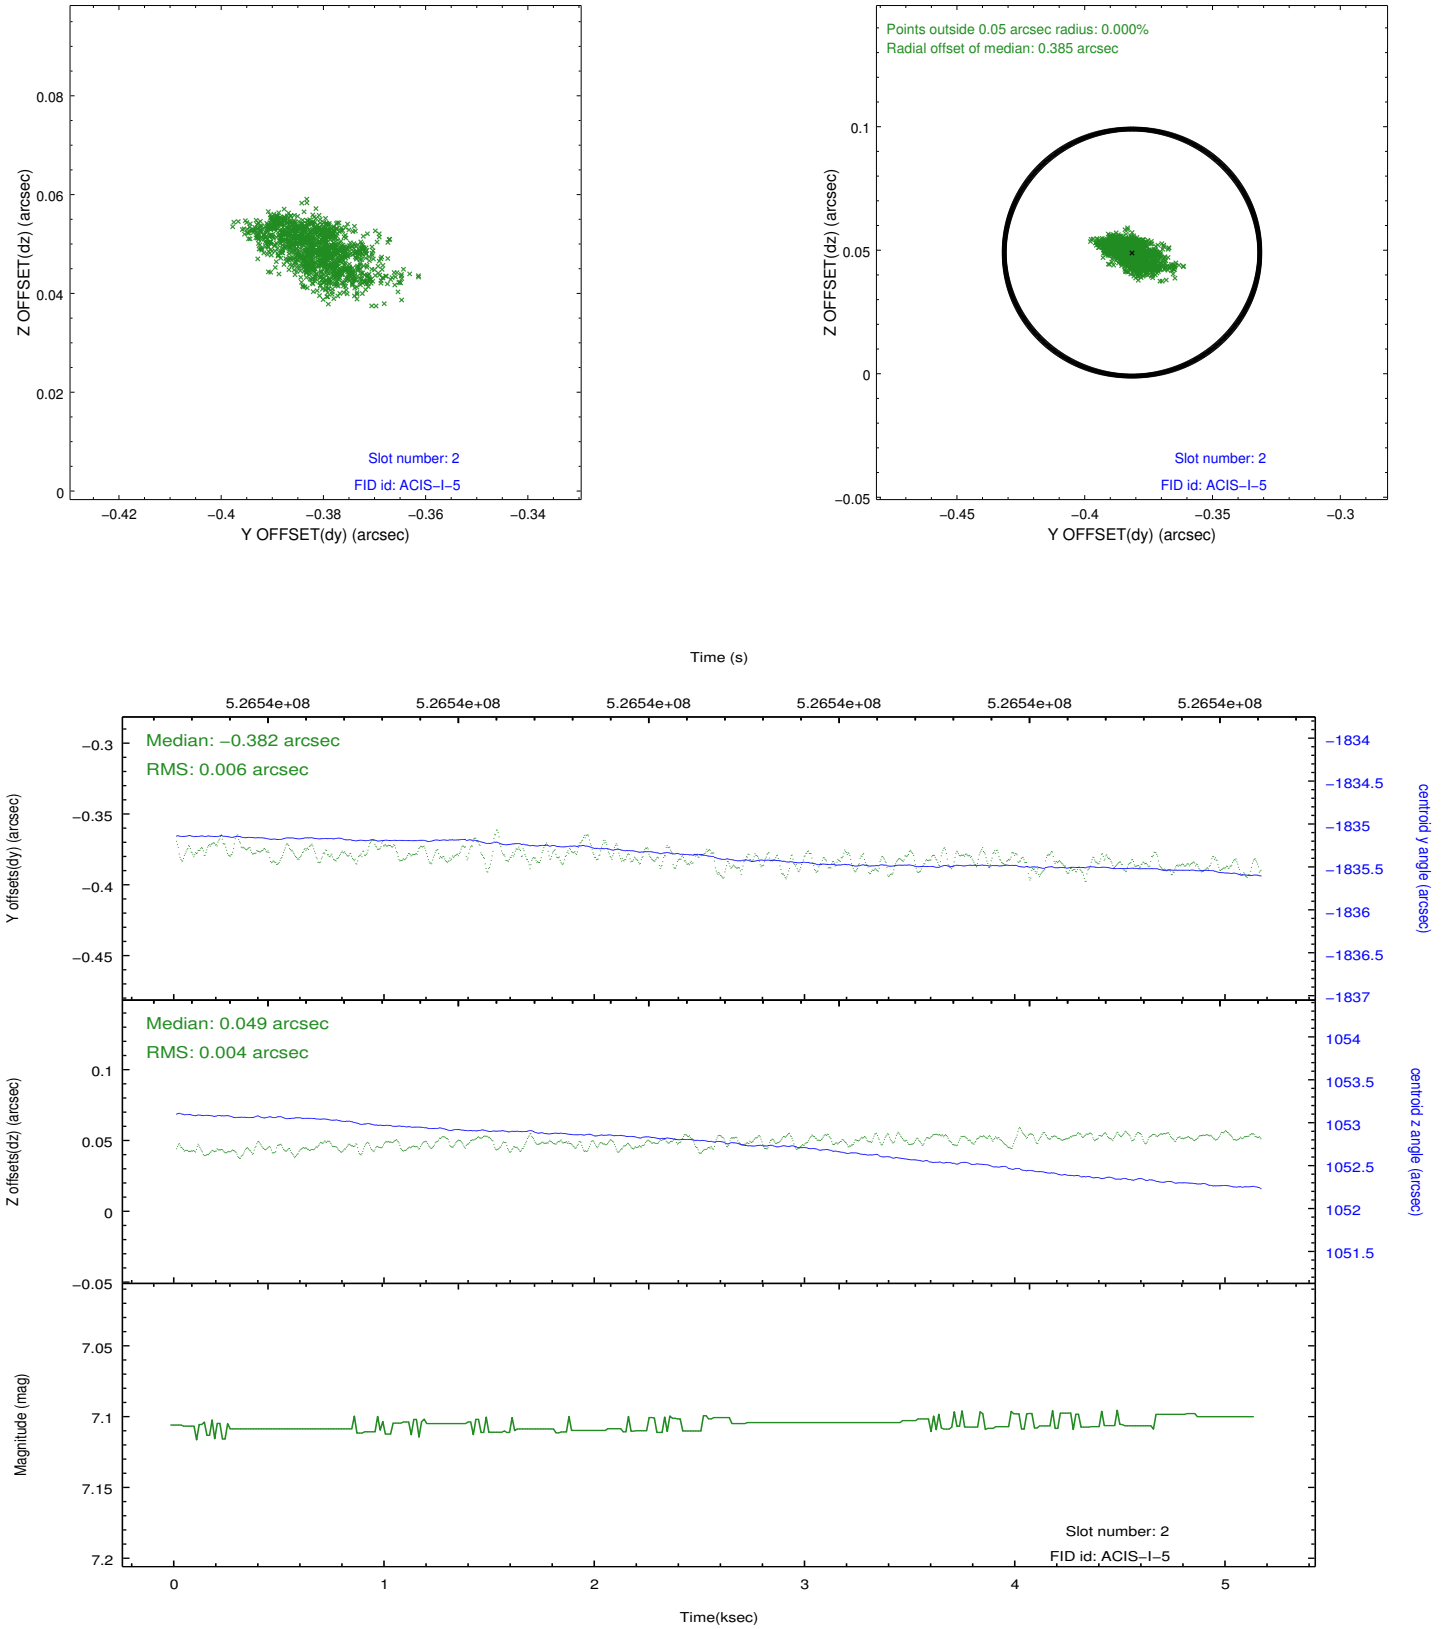 0.08
0.06
0.04
0.02
0
Z OFFSET(dz) (arcsec)
Slot number: 2
FID id: ACIS−I−5
−0.42 −0.4 −0.38 −0.36 −0.34
Y OFFSET(dy) (arcsec)
Points outside 0.05 arcsec radius: 0.000%
Radial offset of median: 0.385 arcsec
0.1
0.05
0
−0.05
Z OFFSET(dz) (arcsec)
Slot number: 2
FID id: ACIS−I−5
−0.45 −0.4 −0.35 −0.3
Y OFFSET(dy) (arcsec)
Time (s)
5.2654e+08 5.2654e+08 5.2654e+08 5.2654e+08 5.2654e+08 5.2654e+08
Median: −0.382 arcsec
RMS: 0.006 arcsec
−0.3
−0.35
−0.4
−0.45
Y offsets(dy) (arcsec)
−1834
−1834.5
−1835
−1835.5
−1836
−1836.5
−1837
centroid y angle (arcsec)
Median: 0.049 arcsec
RMS: 0.004 arcsec
0.1
0.05
0
−0.05
Z offsets(dz) (arcsec)
1054
1053.5
1053
1052.5
1052
1051.5
centroid z angle (arcsec)
7.05
7.1
7.15
7.2
Magnitude (mag)
Slot number: 2
FID id: ACIS−I−5
0 1 2 3 4 5
Time(ksec)